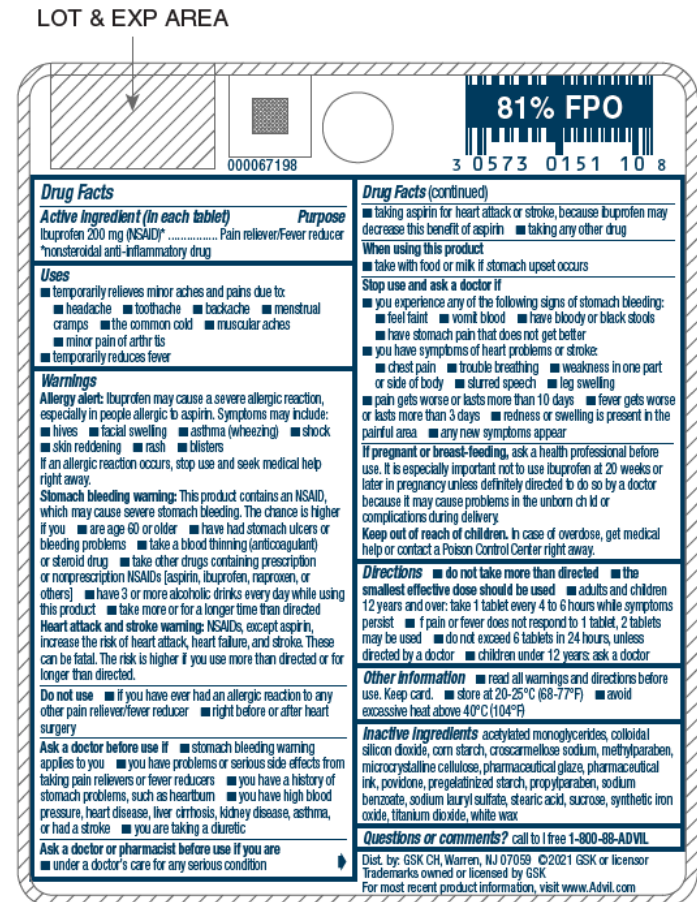 LOT & EXP AREA
81% FPO
000067198
3 0573 0151 10 8
Drug Facts
Active ingredient (in each tablet) Purpose
Ibuprofen 200 mg (NSAID)* ................ Pain reliever/Fever reducer
*nonsteroidal anti-inflammatory drug
Uses
■ temporarily relieves minor aches and pains due to:
■ headache ■ toothache ■ backache ■ menstrual
cramps ■ the common cold ■ muscular aches
■ minor pain of arthr tis
■ temporarily reduces fever
Warnings
Allergy alert: Ibuprofen may cause a severe allergic reaction,
especially in people allergic to aspirin. Symptoms may include:
■ hives ■ facial swelling ■ asthma (wheezing) ■ shock
■ skin reddening ■ rash ■ blisters
If an allergic reaction occurs, stop use and seek medical help
right away.
Stomach bleeding warning: This product contains an NSAID,
which may cause severe stomach bleeding. The chance is higher
if you ■ are age 60 or older ■ have had stomach ulcers or
bleeding problems ■ take a blood thinning (anticoagulant)
or steroid drug ■ take other drugs containing prescription
or nonprescription NSAIDs [aspirin, ibuprofen, naproxen, or
others] ■ have 3 or more alcoholic drinks every day while using
this product ■ take more or for a longer time than directed
Heart attack and stroke warning: NSAIDs, except aspirin,
increase the risk of heart attack, heart failure, and stroke. These
can be fatal. The risk is higher if you use more than directed or for
longer than directed.
Do not use ■ if you have ever had an allergic reaction to any
other pain reliever/fever reducer ■ right before or after heart
surgery
Ask a doctor before use if ■ stomach bleeding warning
applies to you ■ you have problems or serious side effects from
taking pain relievers or fever reducers ■ you have a history of
stomach problems, such as heartburn ■ you have high blood
pressure, heart disease, liver cirrhosis, kidney disease, asthma,
or had a stroke ■ you are taking a diuretic
Ask a doctor or pharmacist before use if you are
■ under a doctor's care for any serious condition
Drug Facts (continued)
■ taking aspirin for heart attack or stroke, because ibuprofen may
decrease this benefit of aspirin ■ taking any other drug
When using this product
■ take with food or milk if stomach upset occurs
Stop use and ask a doctor if
■ you experience any of the following signs of stomach bleeding:
■ feel faint ■ vomit blood ■ have bloody or black stools
■ have stomach pain that does not get better
■ you have symptoms of heart problems or stroke:
■ chest pain ■ trouble breathing ■ weakness in one part
or side of body ■ slurred speech ■ leg swelling
■ pain gets worse or lasts more than 10 days ■ fever gets worse
or lasts more than 3 days ■ redness or swelling is present in the
painful area ■ any new symptoms appear
If pregnant or breast-feeding, ask a health professional before
use. It is especially important not to use ibuprofen at 20 weeks or
later in pregnancy unless definitely directed to do so by a doctor
because it may cause problems in the unborn ch ld or
complications during delivery.
Keep out of reach of children. In case of overdose, get medical
help or contact a Poison Control Center right away.
Directions ■ do not take more than directed ■ the
smallest effective dose should be used ■ adults and children
12 years and over: take 1 tablet every 4 to 6 hours while symptoms
persist ■ f pain or fever does not respond to 1 tablet, 2 tablets
may be used ■ do not exceed 6 tablets in 24 hours, unless
directed by a doctor ■ children under 12 years: ask a doctor
Other information ■ read all warnings and directions before
use. Keep card. ■ store at 20-25°C (68-77°F) ■ avoid
excessive heat above 40°C (104°F)
Inactive ingredients acetylated monoglycerides, colloidal
silicon dioxide, corn starch, croscarmellose sodium, methylparaben,
microcrystalline cellulose, pharmaceutical glaze, pharmaceutical
ink, povidone, pregelatinized starch, propylparaben, sodium
benzoate, sodium lauryl sulfate, stearic acid, sucrose, synthetic iron
oxide, titanium dioxide, white wax
Questions or comments? call to l free 1-800-88-ADVIL
Dist. by: GSK CH, Warren, NJ 07059 ©2021 GSK or licensor
Trademarks owned or licensed by GSK
For most recent product information, visit www.Advil.com